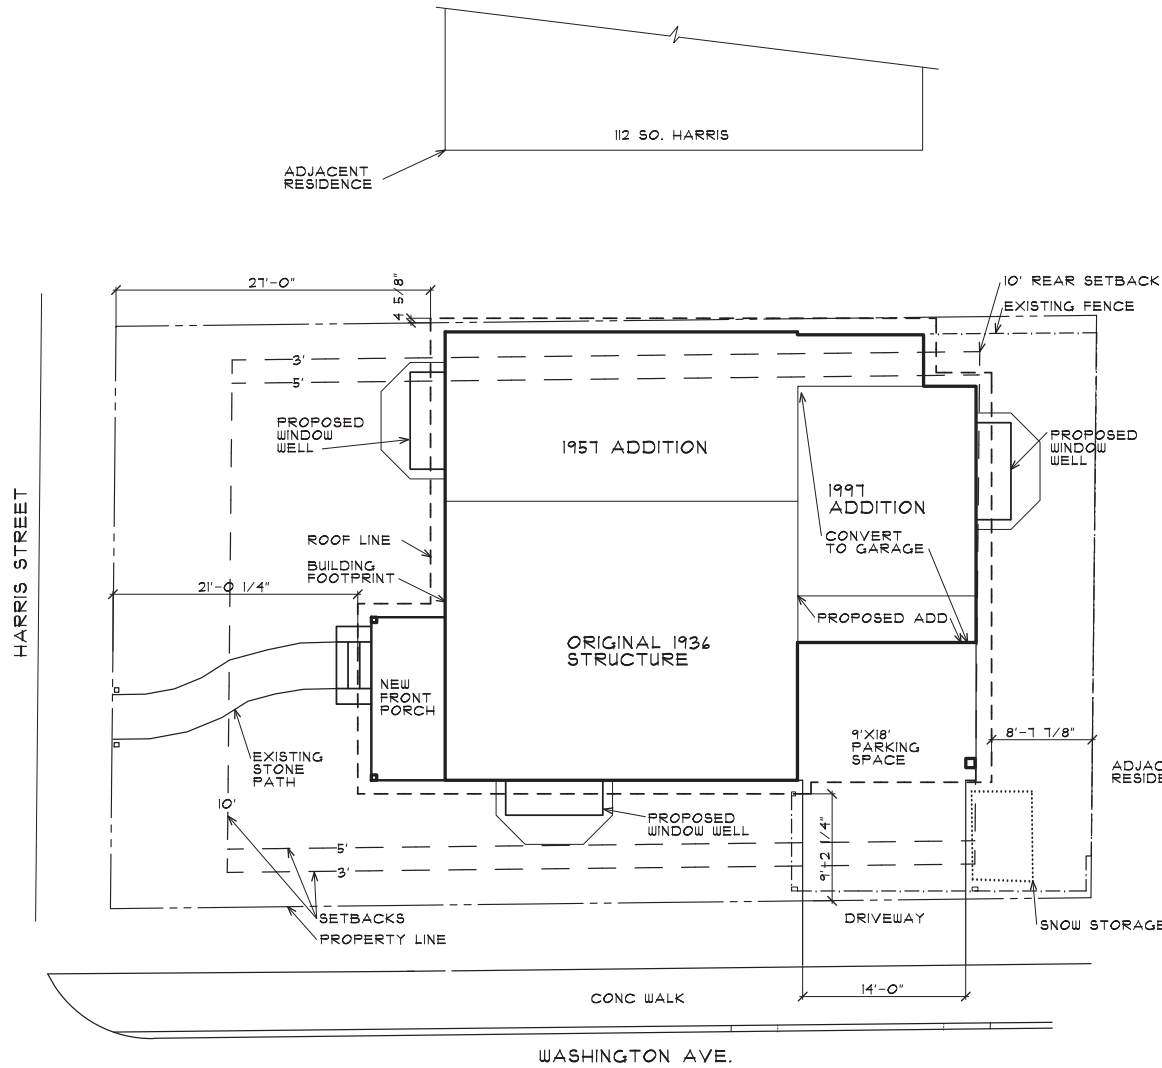 112 SO. HARRIS
ADJACENT
RESIDENCE
27'-0"
4 5/8"
10' REAR SETBACK
EXISTING FENCE
3'
5'
PROPOSED
WINDOW
WELL
1957 ADDITION
PROPOSED
WINDOW
WELL
1997
ADDITION
HARRIS STREET
ROOF LINE
CONVERT
TO GARAGE
BUILDING
FOOTPRINT
21'-0 1/4"
PROPOSED ADD
ORIGINAL 1936
STRUCTURE
NEW
FRONT
PORCH
9'X18'
PARKING
SPACE
8'-7 7/8"
EXISTING
STONE
PATH
ADJAC
RESIDE
10'
PROPOSED
WINDOW WELL
9'-2 1/4"
5'
3'
SETBACKS
DRIVEWAY
SNOW STORAGE
PROPERTY LINE
14'-0"
CONC WALK
WASHINGTON AVE.